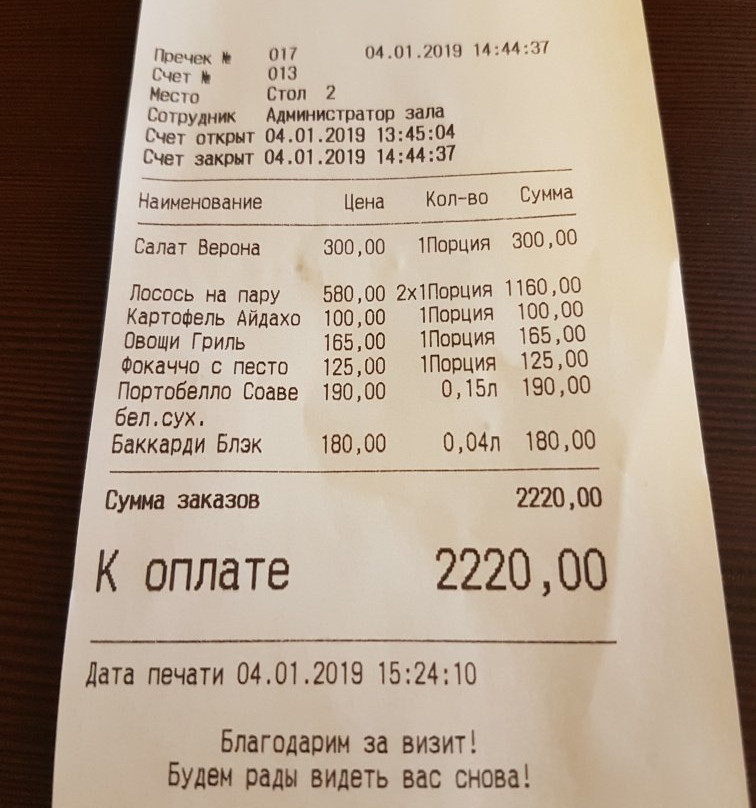 Пречек № 017 04.01.2019 14:44:37
Счет № 013
Место Стол 2
Сотрудник Администратор зала
Счет открыт 04.01.2019 13:45:04
Счет закрыт 04.01.2019 14:44:37
Наименование Цена Кол-во Сумма
Салат Верона 300,00 1Порция 300,00
Лосось на пару 580,00 2х1Порция 1160,00
Картофель Айдахо 100,00 1Порция 100,00
Овощи Гриль 165,00 1Порция 165,00
Фокаччо с песто 125,00 1Порция 125,00
Портобелло Соаве 190,00 0,15л 190,00
бел.сух.
Баккарди Блэк 180,00 0,04л 180,00
Сумма заказов 2220,00
К оплате 2220,00
Дата печати 04.01.2019 15:24:10
Благодарим за визит!
Будем рады видеть вас снова!